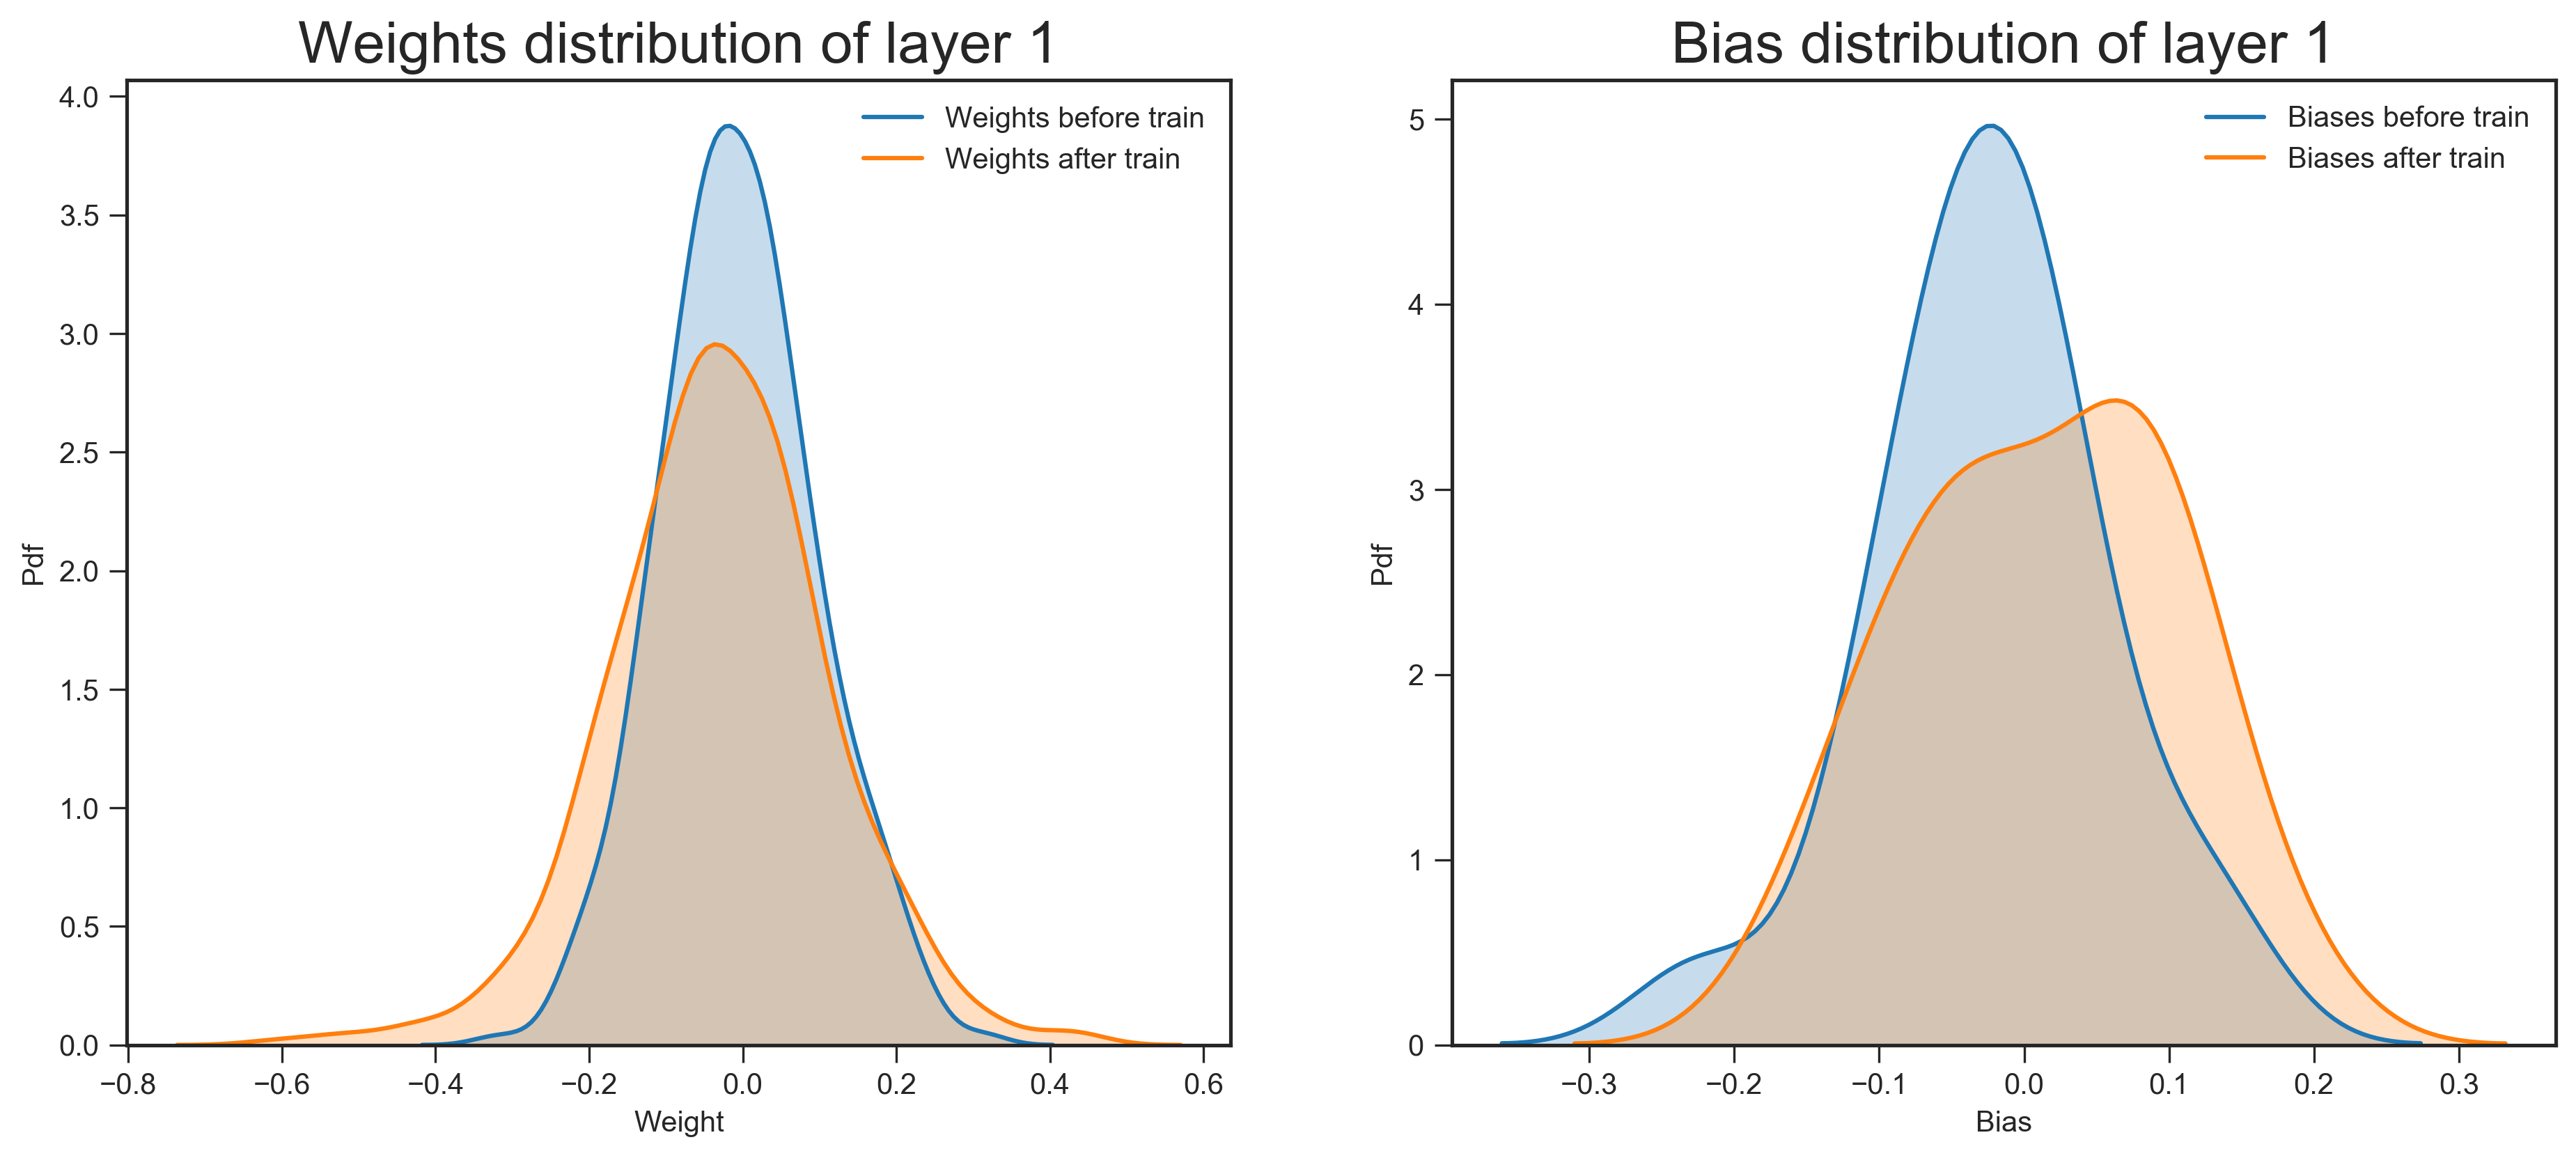 Weights distribution of layer 1
4.0
3.5
3.0
2.5
2.0
1.5
1.0
0.5
0.0
Pdf
−0.8 −0.6 −0.4 −0.2 0.0 0.2 0.4 0.6
Weight
Weights before train
Weights after train
Bias distribution of layer 1
5
4
3
2
1
0
Pdf
−0.3 −0.2 −0.1 0.0 0.1 0.2 0.3
Bias
Biases before train
Biases after train